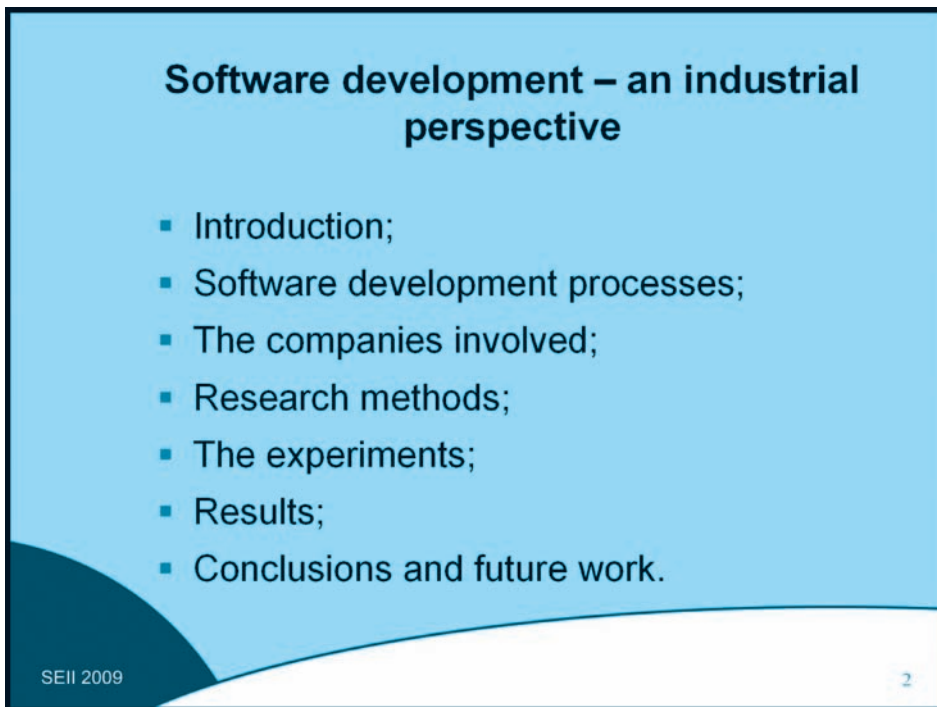 Software development – an industrial
perspective
Introduction;
Software development processes;
The companies involved;
Research methods;
The experiments;
Results;
Conclusions and future work.
SEII 2009
2